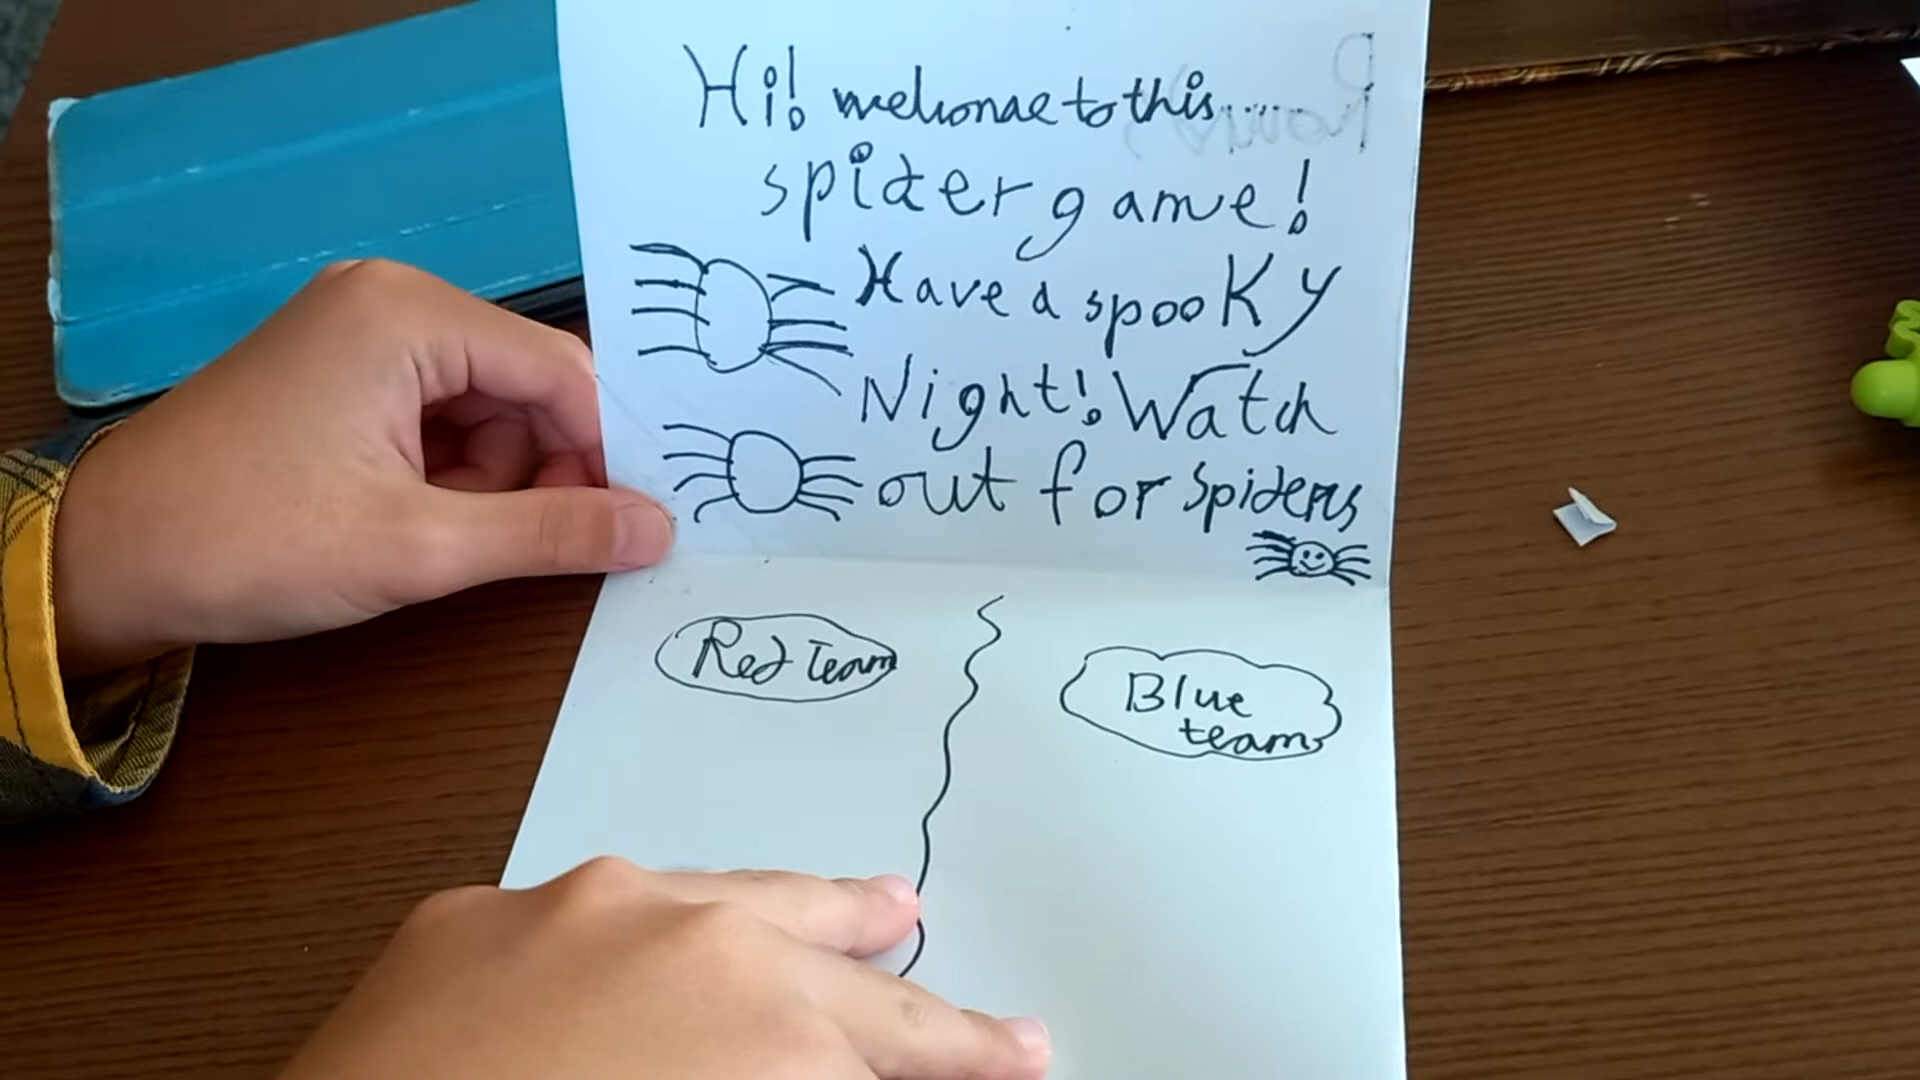 Hi! welcome to this....
spider game!
Have a spooky
Night! Watch
out for spiders
Red Team
Blue
team